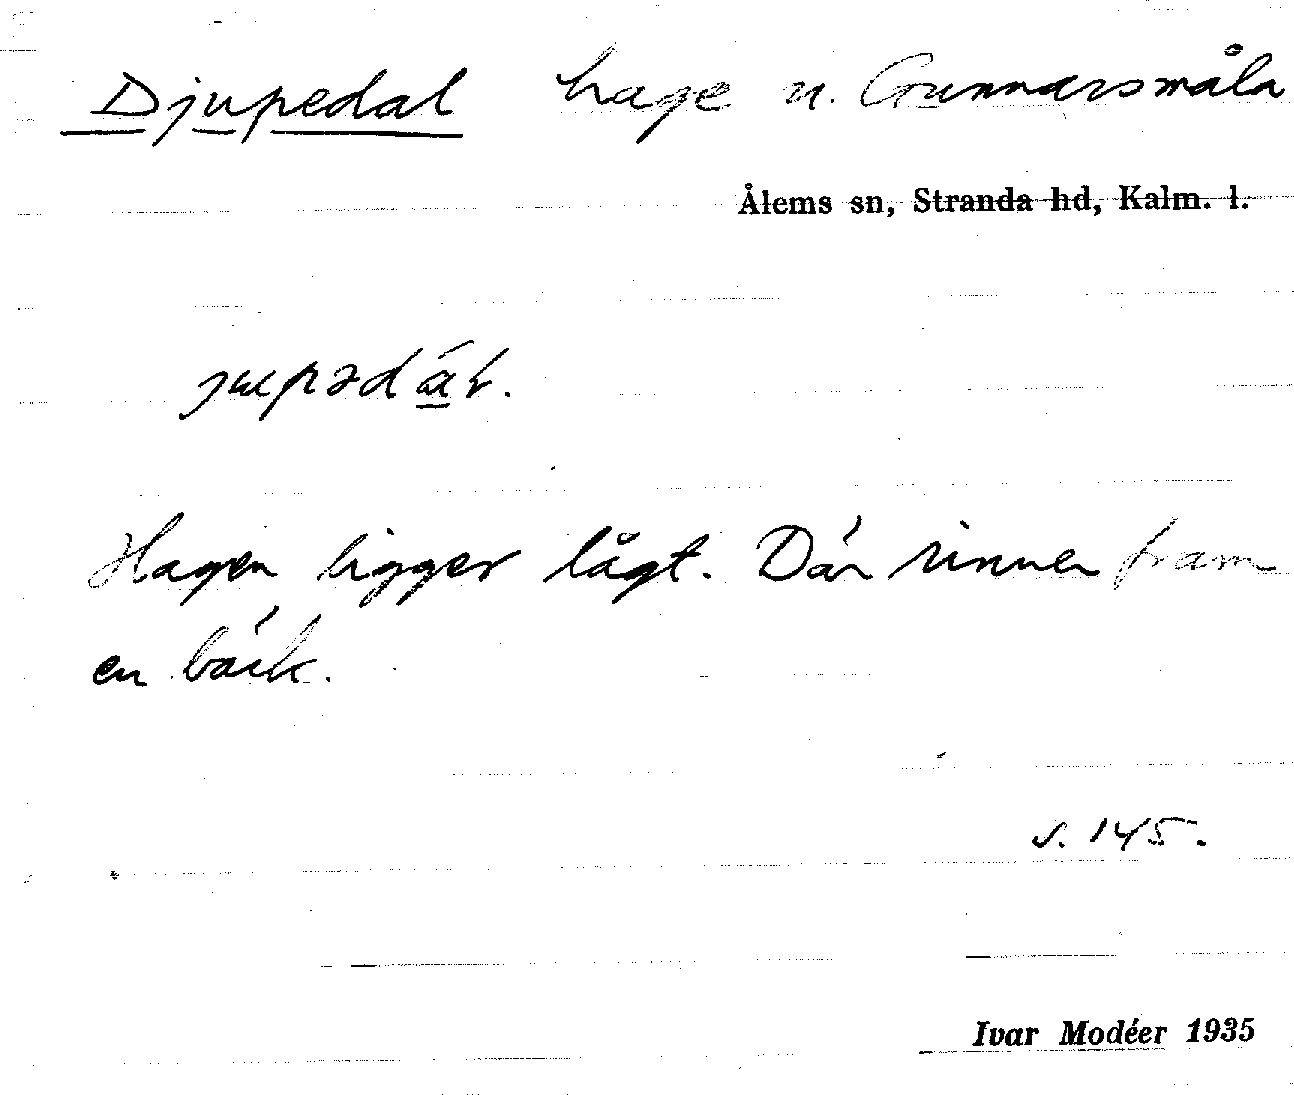 Djupedal hage u. Gunnarsmåla
Ålems sn, Stranda hd, Kalm. l.
Hagen ligger lågt. Där rinner fram
en bäck.
s. 145.
Ivar Modéer 1935